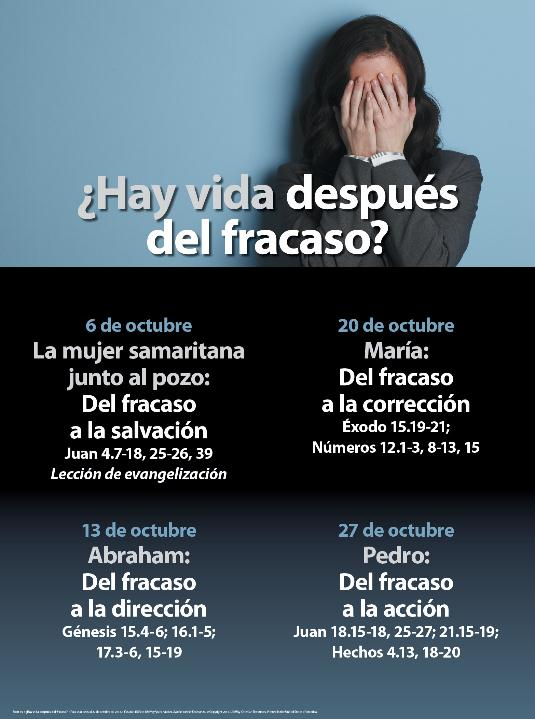 ¿Hay vida después
del fracaso?
6 de octubre
La mujer samaritana
junto al pozo:
Del fracaso
a la salvación
Juan 4.7-18, 25-26, 39
Lección de evangelización
13 de octubre
Abraham:
Del fracaso
a la dirección
Génesis 15.4-6; 16.1-5;
17.3-6, 15-19
20 de octubre
María:
Del fracaso
a la corrección
Éxodo 15.19-21;
Números 12.1-3, 8-13, 15
27 de octubre
Pedro:
Del fracaso
a la acción
Juan 18.15-18, 25-27; 21.15-19;
Hechos 4.13, 18-20